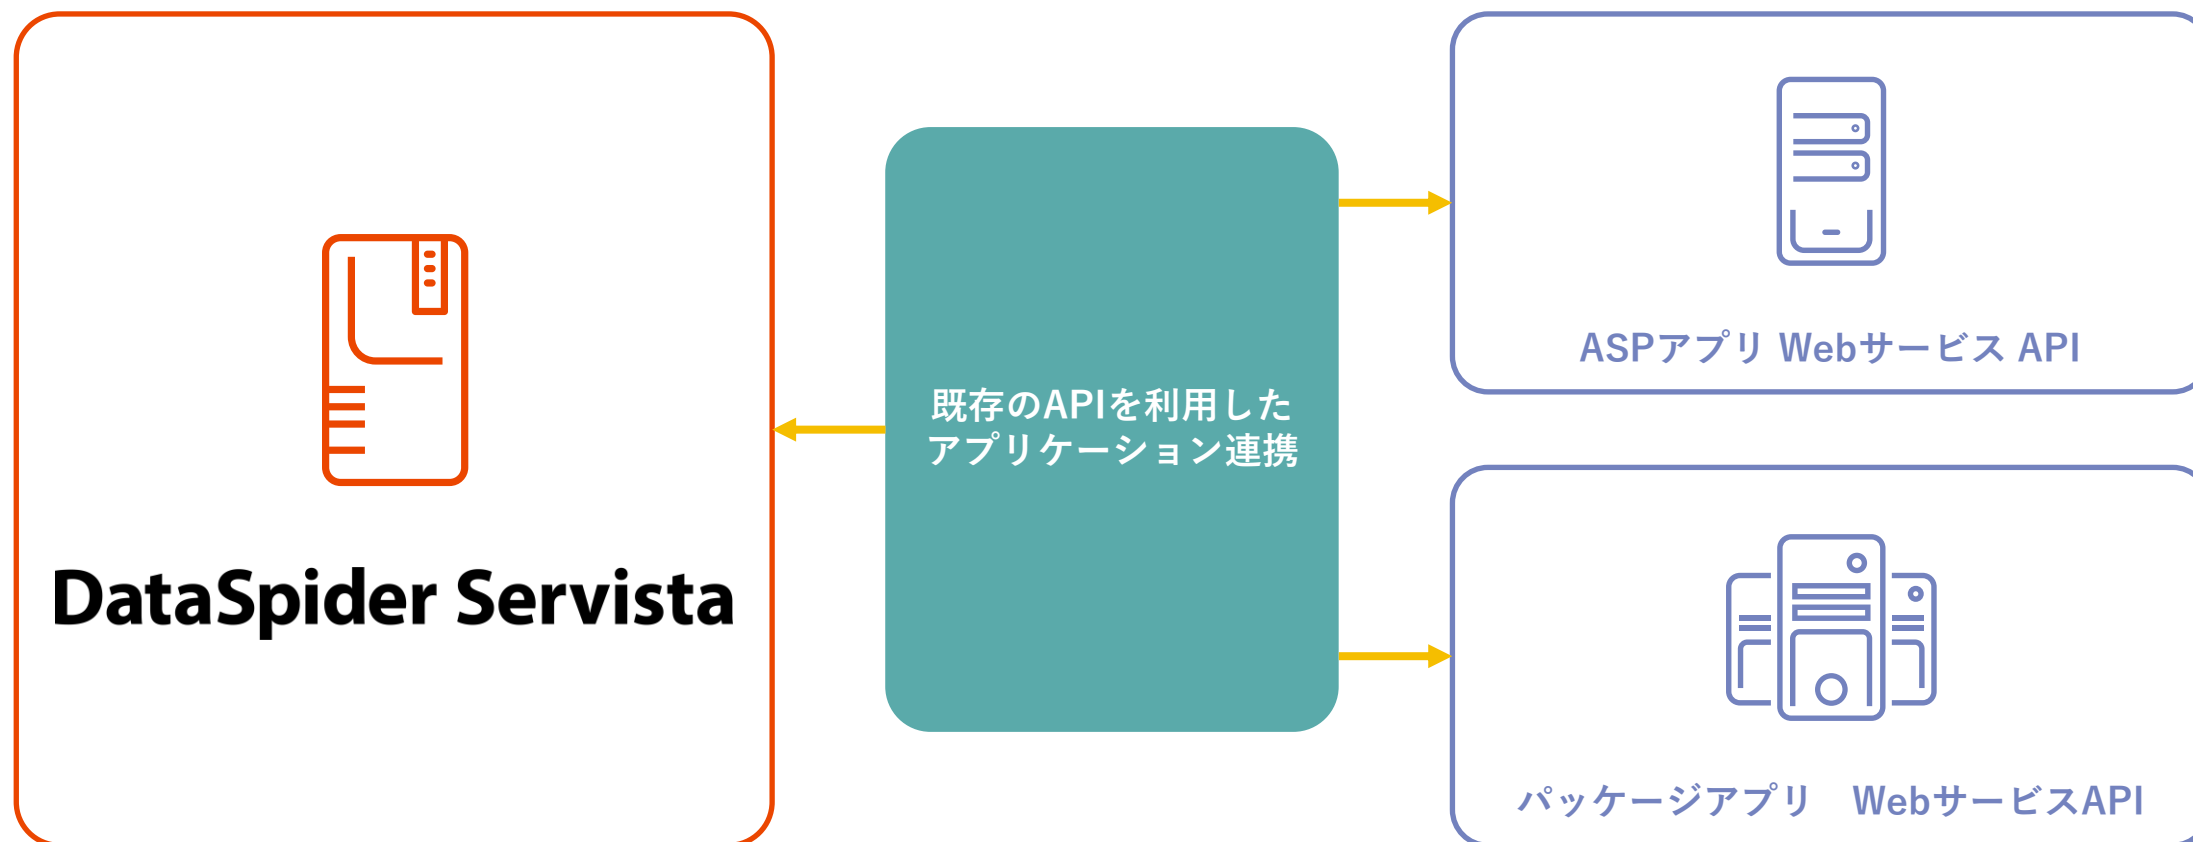 DataSpider Servista
既存のAPIを利用した
アプリケーション連携
ASPアプリ Webサービス API
パッケージアプリ　WebサービスAPI